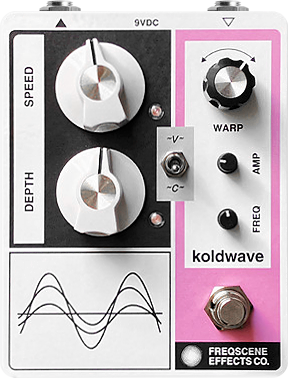 9VDC
SPEED
DEPTH
~V~
~C~
WARP
AMP
FREQ
koldwave
FREQSCENE
EFFECTS CO.